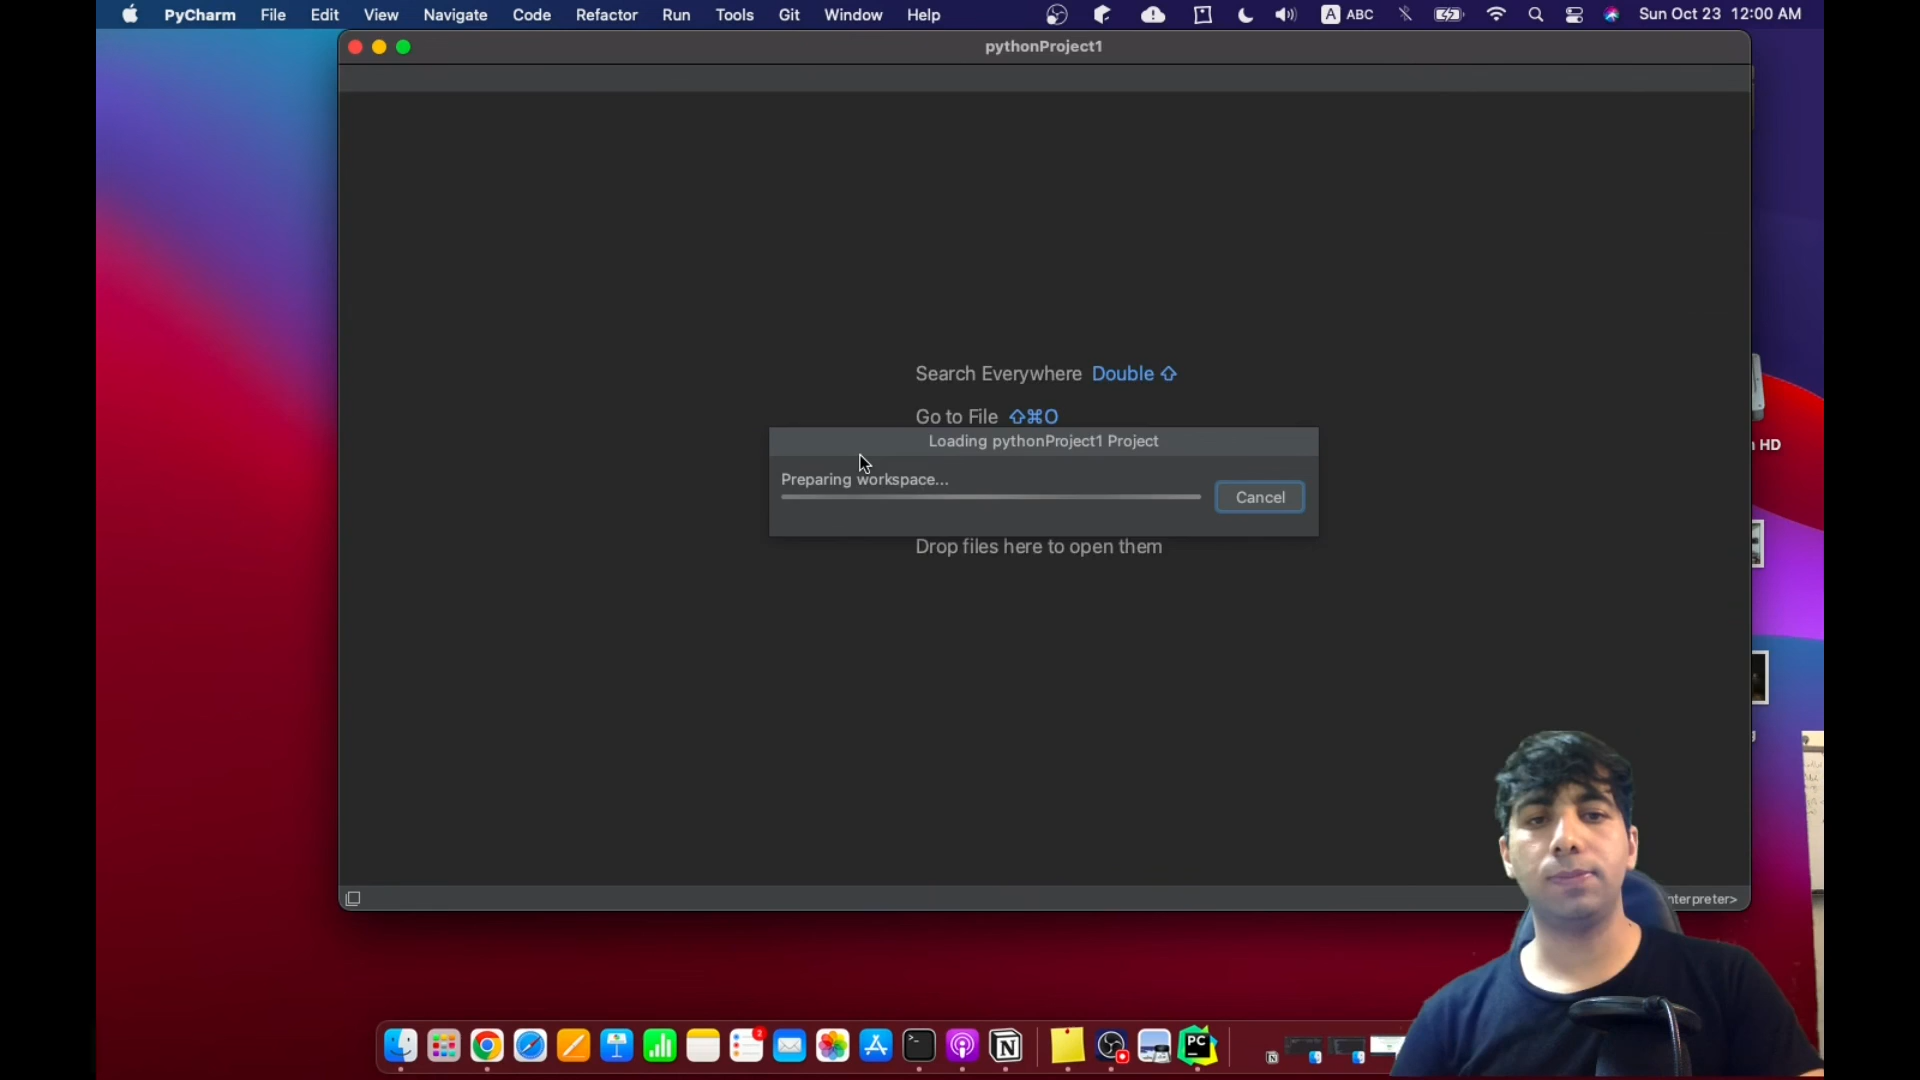 PyCharm File Edit View Navigate Code Refactor Run Tools Git Window Help A ABC Sun Oct 23 12:00 AM
pythonProject1
Search Everywhere Double ⇧
Go to File ⇧⌘O
Loading pythonProject1 Project
HD
Preparing workspace...
Cancel
Drop files here to open them
nterpreter>
2
PC